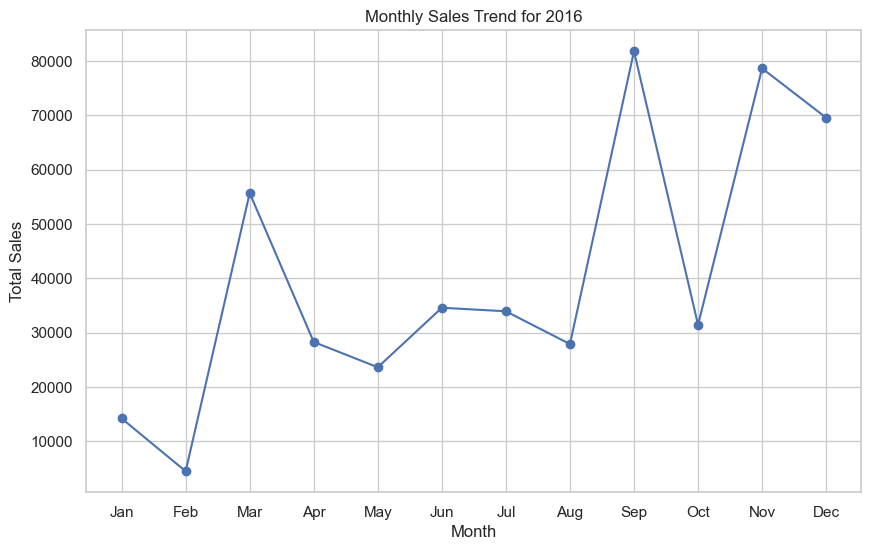 Monthly Sales Trend for 2016
Total Sales
80000
70000
60000
50000
40000
30000
20000
10000
Jan Feb Mar Apr May Jun Jul Aug Sep Oct Nov Dec
Month